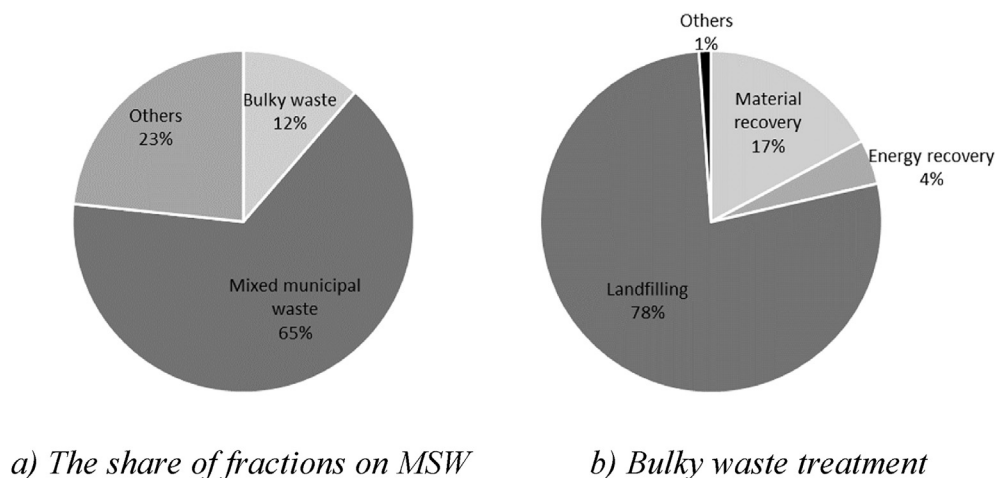 Others
23%
Bulky waste
12%
Mixed municipal
waste
65%
a) The share of fractions on MSW
Others
1%
Material
recovery
17%
Energy recovery
4%
Landfilling
78%
b) Bulky waste treatment